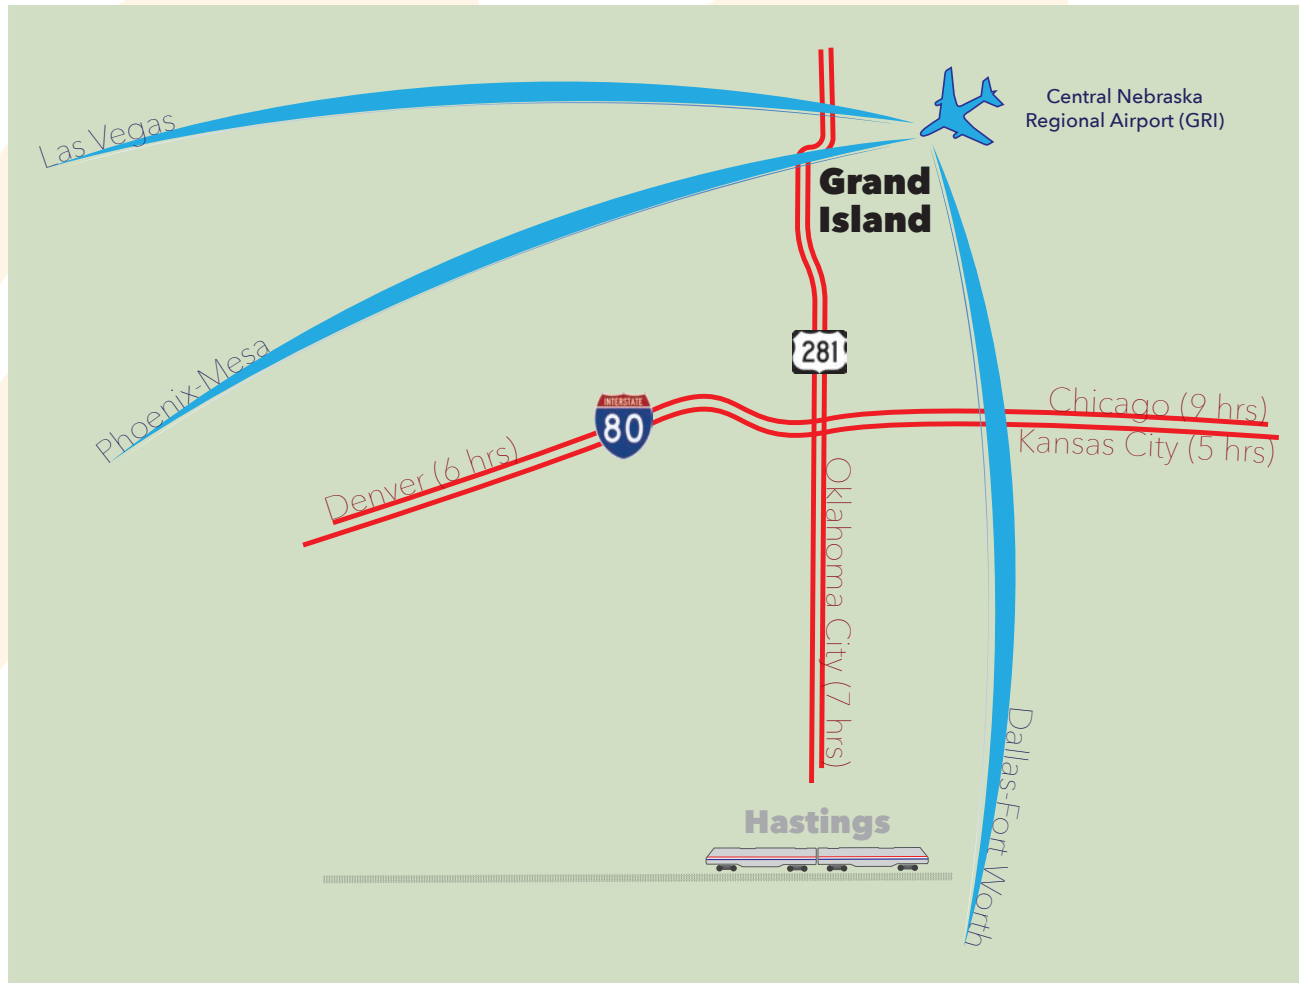 Las Vegas
Central Nebraska
Regional Airport (GRI)
Grand
Island
Phoenix-Mesa
281
INTERSTATE
80
Chicago (9 hrs)
Kansas City (5 hrs)
Denver (6 hrs)
Oklahoma City (7 hrs)
Dallas-Fort Worth
Hastings